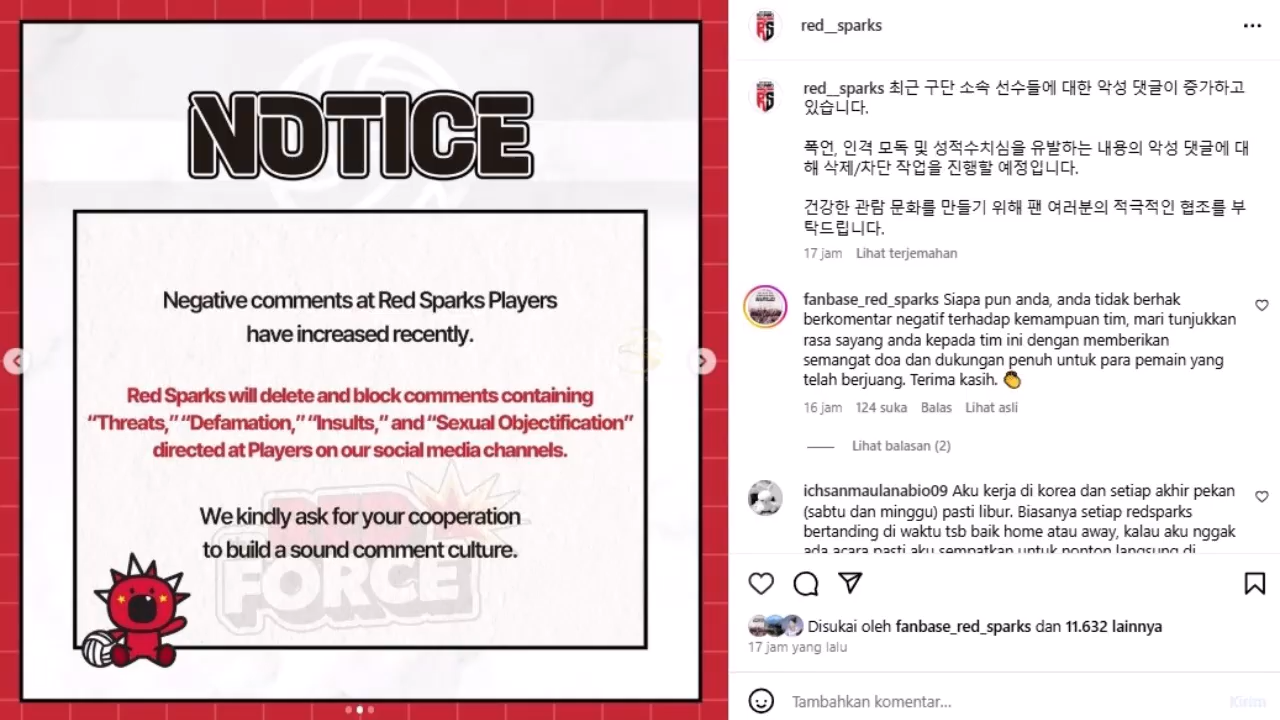 NOTICE
Negative comments at Red Sparks Players
have increased recently.
Red Sparks will delete and block comments containing
“Threats,” “Defamation,” “Insults,” and “Sexual Objectification”
directed at Players on our social media channels.
We kindly ask for your cooperation
to build a sound comment culture.
FORCE
red__sparks
red__sparks 최근 구단 소속 선수들에 대한 악성 댓글이 증가하고
있습니다.
폭언, 인격 모독 및 성적수치심을 유발하는 내용의 악성 댓글에 대
해 삭제/차단 작업을 진행할 예정입니다.
건강한 관람 문화를 만들기 위해 팬 여러분의 적극적인 협조를 부
탁드립니다.
17 jam Lihat terjemahan
fanbase_red_sparks Siapa pun anda, anda tidak berhak
berkomentar negatif terhadap kemampuan tim, mari tunjukkan
rasa sayang anda kepada tim ini dengan memberikan
semangat doa dan dukungan penuh untuk para pemain yang
telah berjuang. Terima kasih. 👏
16 jam 124 suka Balas Lihat asli
Lihat balasan (2)
ichsanmaulanabio09 Aku kerja di korea dan setiap akhir pekan
(sabtu dan minggu) pasti libur. Biasanya setiap redsparks
bertanding di waktu tsb baik home atau away, kalau aku nggak
ada acara pasti aku sempatkan untuk nonton langsung di
Disukai oleh fanbase_red_sparks dan 11.632 lainnya
17 jam yang lalu
Tambahkan komentar...
Kirim